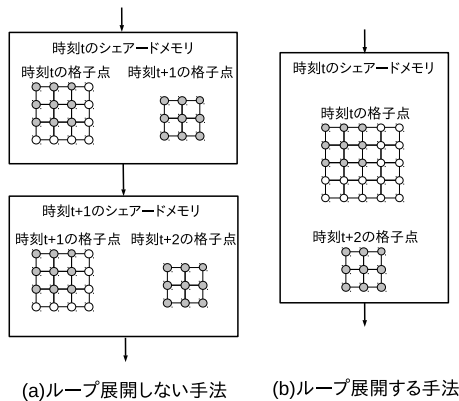 時刻tのシェアードメモリ
時刻tの格子点 時刻t+1の格子点
時刻t+1のシェアードメモリ
時刻t+1の格子点 時刻t+2の格子点
(a)ループ展開しない手法
時刻tのシェアードメモリ
時刻tの格子点
時刻t+2の格子点
(b)ループ展開する手法